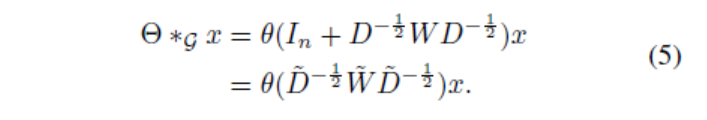 Θ *𝒢 x = θ(Iₙ + D^{-1/2} W D^{-1/2})x
= θ(D̃^{-1/2} W̃ D̃^{-1/2})x. (5)